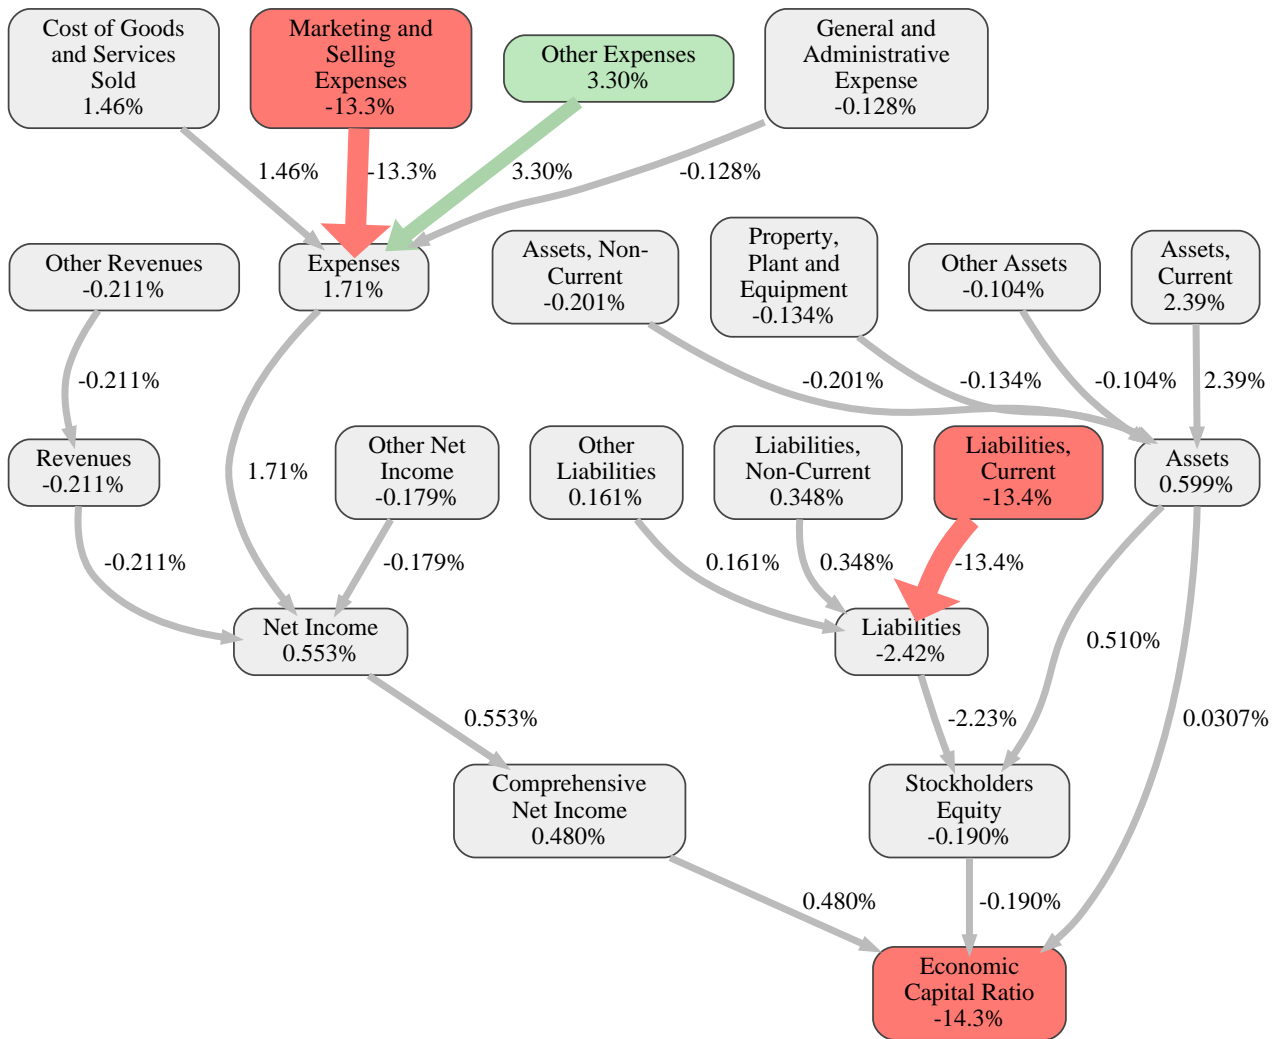 Cost of Goods
and Services
Sold
1.46%
Marketing and
Selling
Expenses
-13.3%
Other Expenses
3.30%
General and
Administrative
Expense
-0.128%
1.46%
-13.3%
3.30%
-0.128%
Other Revenues
-0.211%
Expenses
1.71%
Assets, Non-
Current
-0.201%
Property,
Plant and
Equipment
-0.134%
Other Assets
-0.104%
Assets,
Current
2.39%
-0.211%
-0.201%
-0.134%
-0.104%
2.39%
Revenues
-0.211%
1.71%
Other Net
Income
-0.179%
Other
Liabilities
0.161%
Liabilities,
Non-Current
0.348%
Liabilities,
Current
-13.4%
Assets
0.599%
-0.211%
-0.179%
0.161%
0.348%
-13.4%
Net Income
0.553%
Liabilities
-2.42%
0.510%
0.553%
-2.23%
0.0307%
Comprehensive
Net Income
0.480%
Stockholders
Equity
-0.190%
0.480%
-0.190%
Economic
Capital Ratio
-14.3%